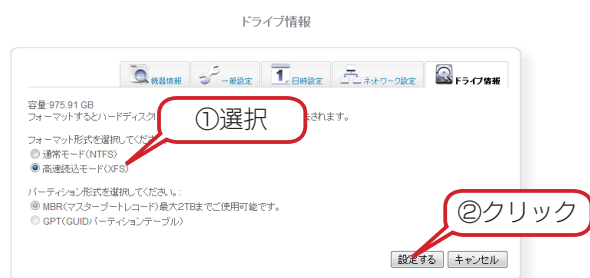 ドライブ情報
機器情報 一般設定 日時設定 ネットワーク設定 ドライブ情報
容量:975.91 GB
フォーマットするとハードディスク されます。
①選択
フォーマット形式を選択してくださ
通常モード(NTFS)
高速読込モード(XFS)
パーティション形式を選択してください。:
MBR(マスターブートレコード)最大2TBまでご使用可能です。
GPT(GUIDパーティションテーブル)
②クリック
設定する キャンセル